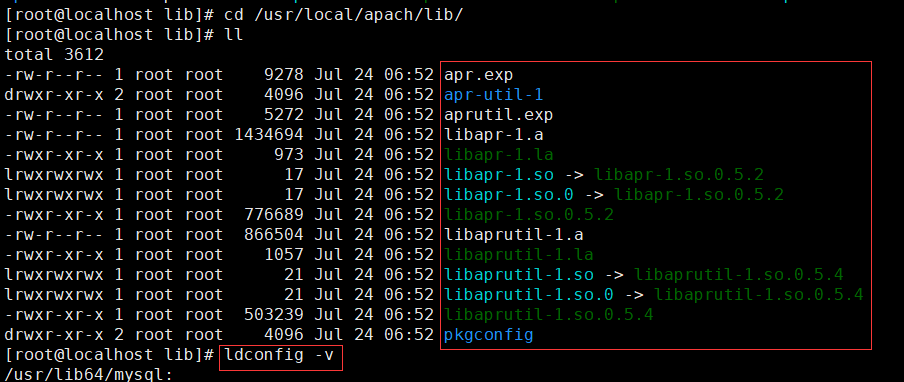 [root@localhost lib]# cd /usr/local/apach/lib/
[root@localhost lib]# ll
total 3612
-rw-r--r-- 1 root root    9278 Jul 24 06:52 apr.exp
drwxr-xr-x 2 root root    4096 Jul 24 06:52 apr-util-1
-rw-r--r-- 1 root root    5272 Jul 24 06:52 aprutil.exp
-rw-r--r-- 1 root root 1434694 Jul 24 06:52 libapr-1.a
-rwxr-xr-x 1 root root     973 Jul 24 06:52 libapr-1.la
lrwxrwxrwx 1 root root      17 Jul 24 06:52 libapr-1.so -> libapr-1.so.0.5.2
lrwxrwxrwx 1 root root      17 Jul 24 06:52 libapr-1.so.0 -> libapr-1.so.0.5.2
-rwxr-xr-x 1 root root  776689 Jul 24 06:52 libapr-1.so.0.5.2
-rw-r--r-- 1 root root  866504 Jul 24 06:52 libaprutil-1.a
-rwxr-xr-x 1 root root    1057 Jul 24 06:52 libaprutil-1.la
lrwxrwxrwx 1 root root      21 Jul 24 06:52 libaprutil-1.so -> libaprutil-1.so.0.5.4
lrwxrwxrwx 1 root root      21 Jul 24 06:52 libaprutil-1.so.0 -> libaprutil-1.so.0.5.4
-rwxr-xr-x 1 root root  503239 Jul 24 06:52 libaprutil-1.so.0.5.4
drwxr-xr-x 2 root root    4096 Jul 24 06:52 pkgconfig
[root@localhost lib]# ldconfig -v
/usr/lib64/mysql: